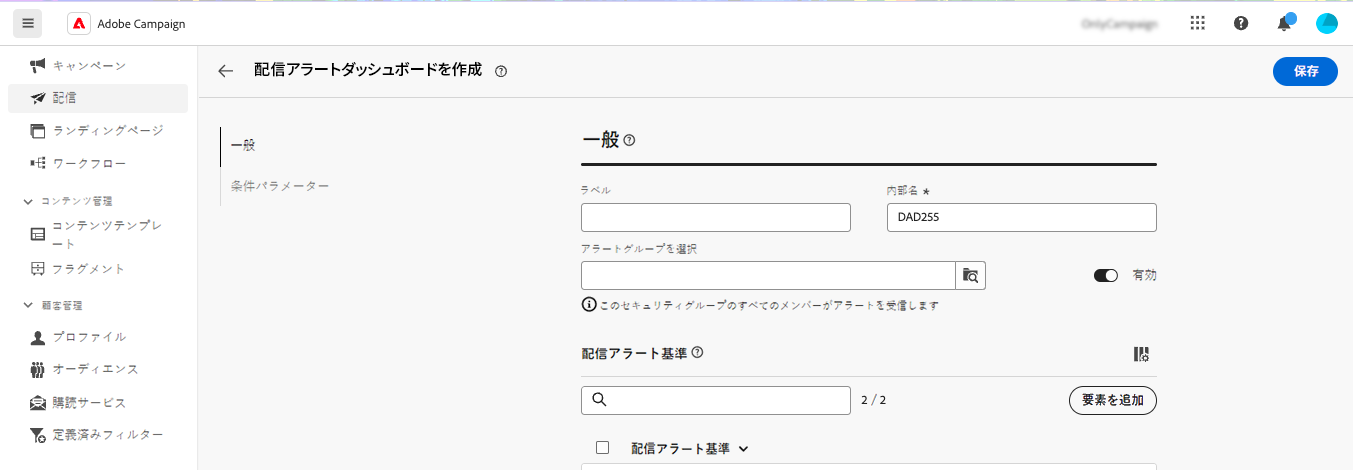 Adobe Campaign
キャンペーン
配信
ランディングページ
ワークフロー
コンテンツ管理
コンテンツテンプレ
ート
フラグメント
顧客管理
プロファイル
オーディエンス
購読サービス
定義済みフィルター
配信アラートダッシュボードを作成
保存
一般
条件パラメーター
一般
ラベル
内部名 *
DAD255
アラートグループを選択
有効
このセキュリティグループのすべてのメンバーがアラートを受信します
配信アラート基準
2 / 2
要素を追加
配信アラート基準